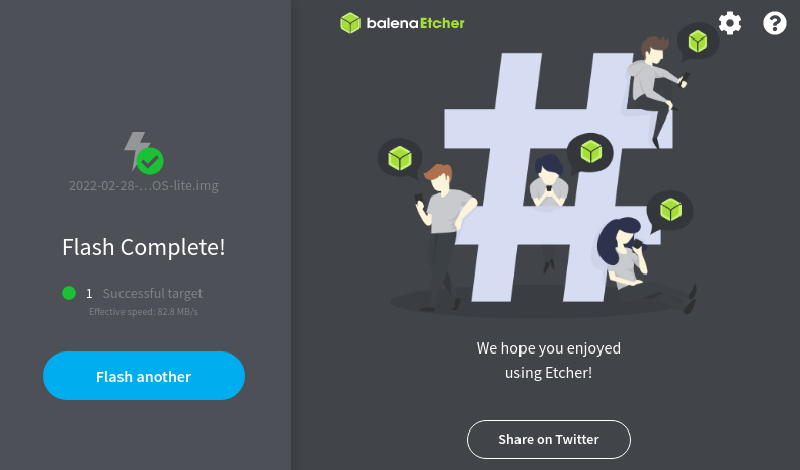 balenaEtcher
2022-02-28-...OS-lite.img
Flash Complete!
1 Successful target
Effective speed: 82.8 MB/s
Flash another
We hope you enjoyed
using Etcher!
Share on Twitter